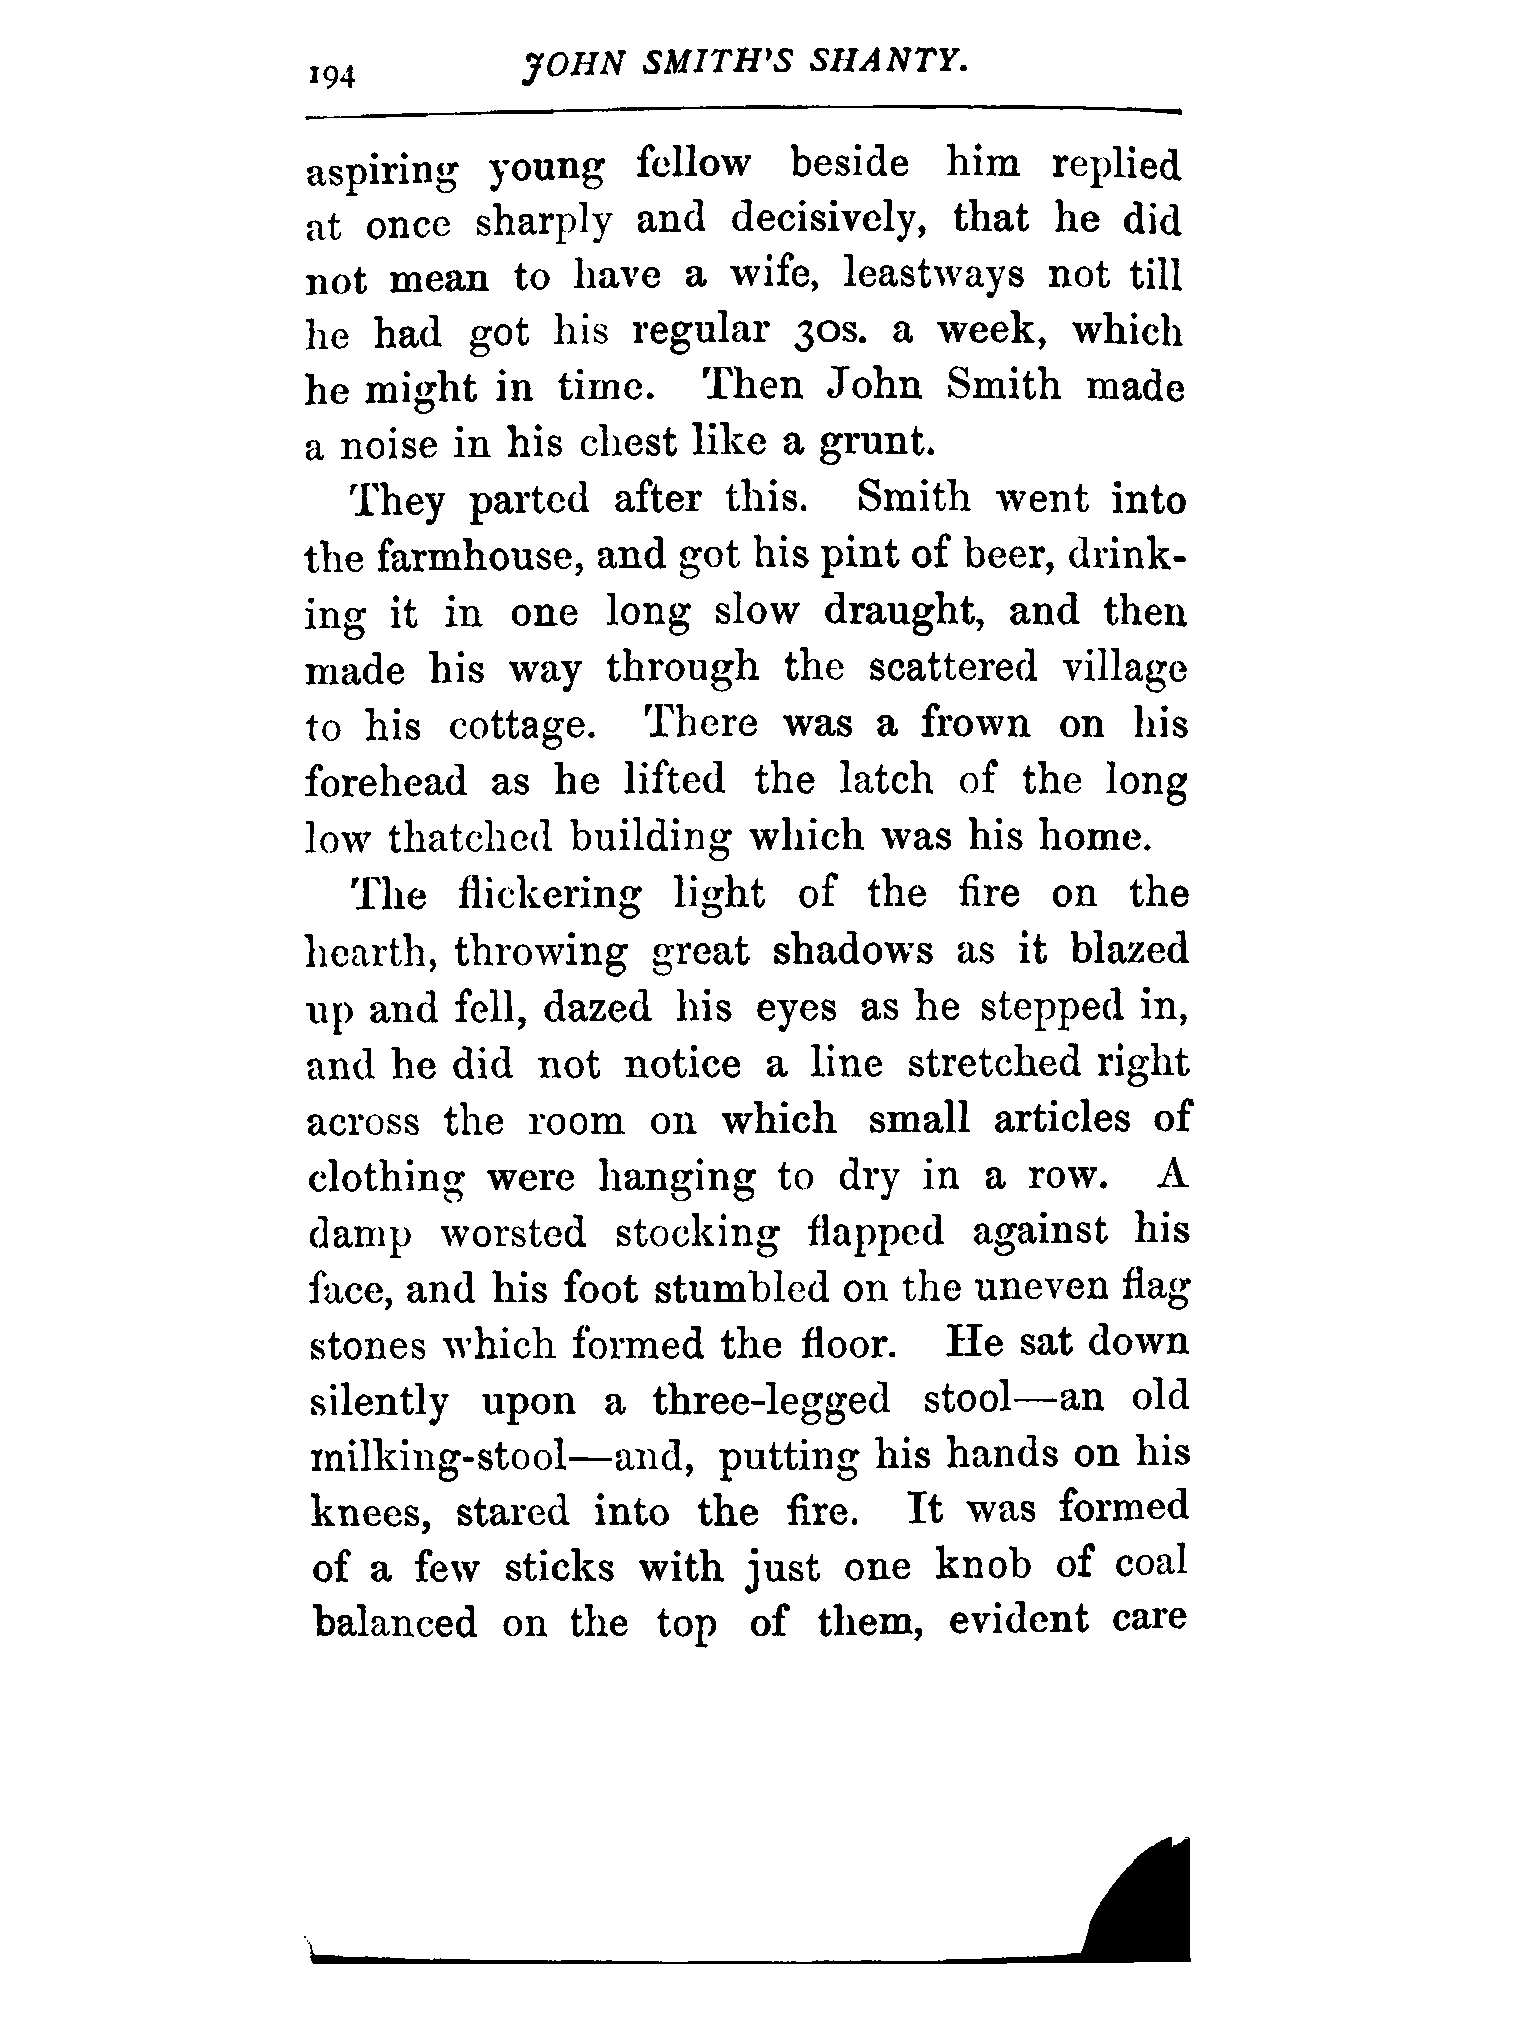 194 JOHN SMITH'S SHANTY.
aspiring young fellow beside him replied
at once sharply and decisively, that he did
not mean to have a wife, leastways not till
he had got his regular 30s. a week, which
he might in time. Then John Smith made
a noise in his chest like a grunt.
They parted after this. Smith went into
the farmhouse, and got his pint of beer, drink-
ing it in one long slow draught, and then
made his way through the scattered village
to his cottage. There was a frown on his
forehead as he lifted the latch of the long
low thatched building which was his home.
The flickering light of the fire on the
hearth, throwing great shadows as it blazed
up and fell, dazed his eyes as he stepped in,
and he did not notice a line stretched right
across the room on which small articles of
clothing were hanging to dry in a row. A
damp worsted stocking flapped against his
face, and his foot stumbled on the uneven flag
stones which formed the floor. He sat down
silently upon a three-legged stool—an old
milking-stool—and, putting his hands on his
knees, stared into the fire. It was formed
of a few sticks with just one knob of coal
balanced on the top of them, evident care